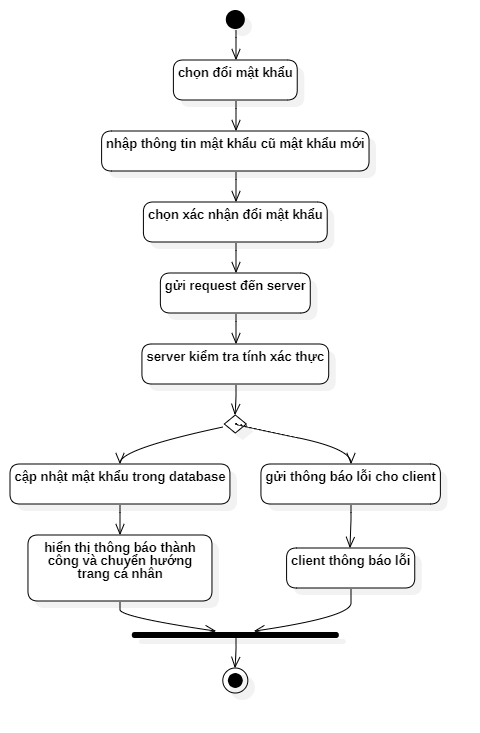 chọn đổi mật khẩu
nhập thông tin mật khẩu cũ mật khẩu mới
chọn xác nhận đổi mật khẩu
gửi request đến server
server kiểm tra tính xác thực
cập nhật mật khẩu trong database
gửi thông báo lỗi cho client
hiển thị thông báo thành
công và chuyển hướng
trang cá nhân
client thông báo lỗi